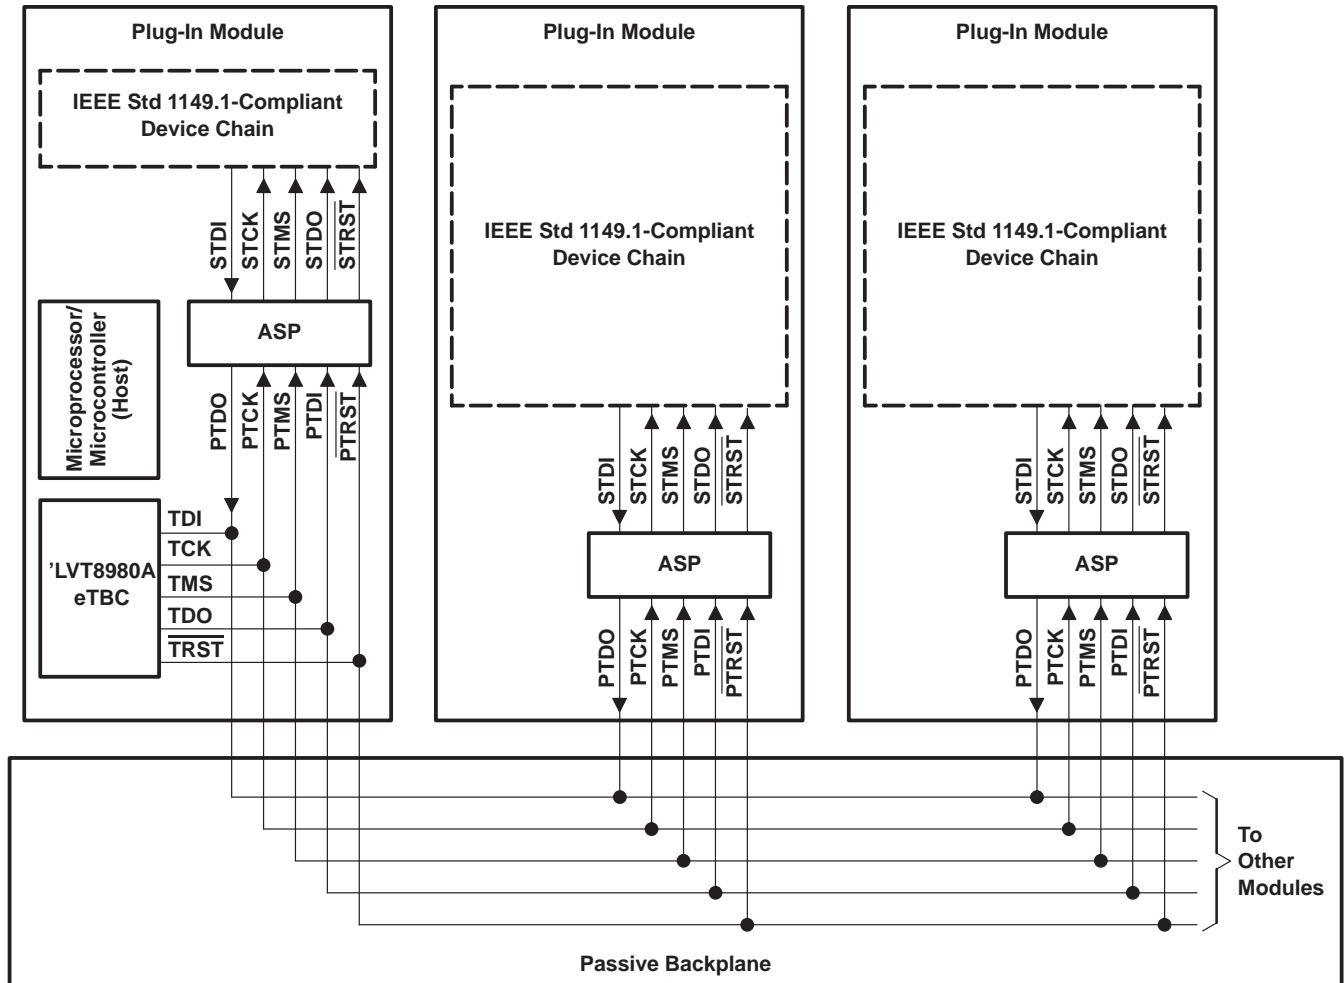 Plug-In Module
IEEE Std 1149.1-Compliant
Device Chain
STDI
STCK
STMS
STDO
STRST
ASP
Microprocessor/
Microcontroller
(Host)
PTDO
PTCK
PTMS
PTDI
PTRST
'LVT8980A
eTBC
TDI
TCK
TMS
TDO
TRST
Plug-In Module
IEEE Std 1149.1-Compliant
Device Chain
STDI
STCK
STMS
STDO
STRST
ASP
PTDO
PTCK
PTMS
PTDI
PTRST
Plug-In Module
IEEE Std 1149.1-Compliant
Device Chain
STDI
STCK
STMS
STDO
STRST
ASP
PTDO
PTCK
PTMS
PTDI
PTRST
To
Other
Modules
Passive Backplane